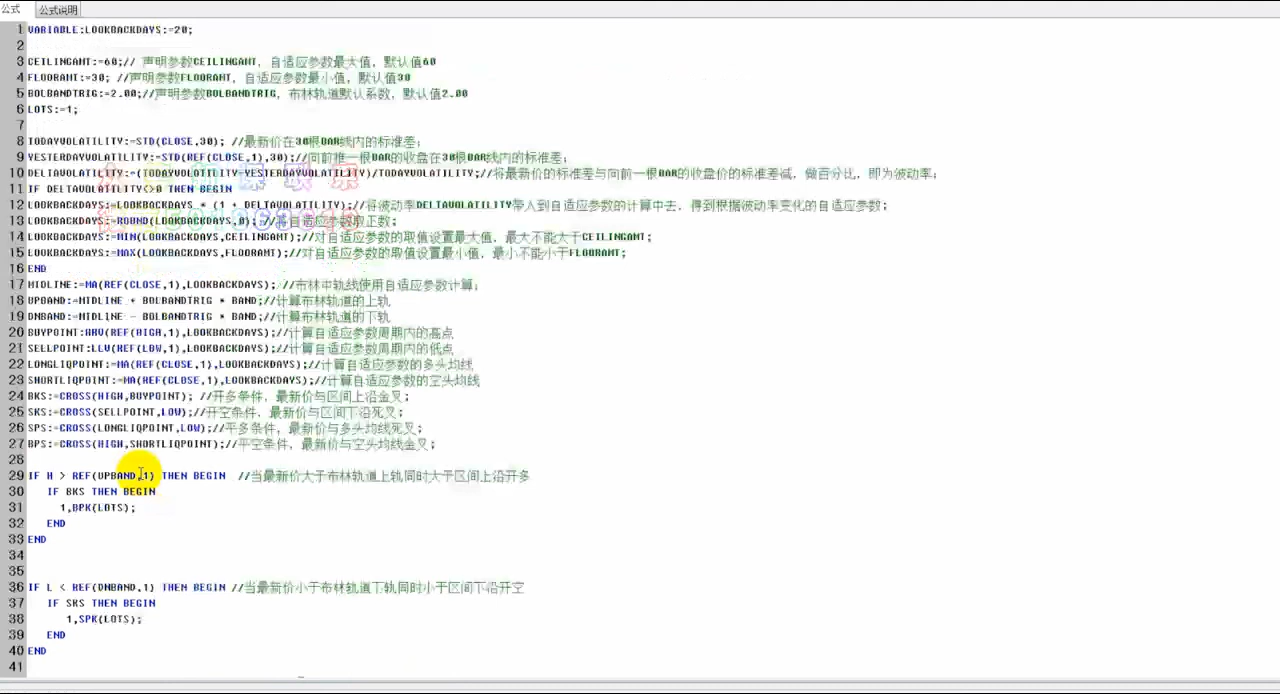 公式 公式说明
1 VARIABLE:LOOKBACKDAYS:=20;
2
3 CEILINGAMT:=60;// 声明参数CEILINGAMT, 自适应参数最大值, 默认值60
4 FLOORAMT:=30; //声明参数FLOORAMT, 自适应参数最小值, 默认值30
5 BOLBANDTRIG:=2.00;//声明参数BOLBANDTRIG, 布林轨道默认系数, 默认值2.00
6 LOTS:=1;
7
8 TODAYVOLATILITY:=STD(CLOSE,30); //最新价在30根BAR线内的标准差;
9 YESTERDAYVOLATILITY:=STD(REF(CLOSE,1),30);//向前推一根BAR的收盘在30根BAR线内的标准差;
10 DELTAVOLATILITY:=(TODAYVOLATILITY-YESTERDAYVOLATILITY)/TODAYVOLATILITY;//将最新价的标准差与向前一根BAR的收盘价的标准差减, 做百分比, 即为波动率;
11 IF DELTAVOLATILITY<>0 THEN BEGIN
12 LOOKBACKDAYS:=LOOKBACKDAYS * (1 + DELTAVOLATILITY);//将波动率DELTAVOLATILITY带入到自适应参数的计算中去, 得到根据波动率变化的自适应参数;
13 LOOKBACKDAYS:=ROUND(LOOKBACKDAYS,0); //将自适应参数取正数;
14 LOOKBACKDAYS:=MIN(LOOKBACKDAYS,CEILINGAMT);//对自适应参数的取值设置最大值, 最大不能大于CEILINGAMT;
15 LOOKBACKDAYS:=MAX(LOOKBACKDAYS,FLOORAMT);//对自适应参数的取值设置最小值, 最小不能小于FLOORAMT;
16 END
17 MIDLINE:=MA(REF(CLOSE,1),LOOKBACKDAYS); //布林中轨线使用自适应参数计算;
18 UPBAND:=MIDLINE + BOLBANDTRIG * BAND;//计算布林轨道的上轨
19 DNBAND:=MIDLINE - BOLBANDTRIG * BAND;//计算布林轨道的下轨
20 BUYPOINT:HHV(REF(HIGH,1),LOOKBACKDAYS);//计算自适应参数周期内的高点
21 SELLPOINT:LLV(REF(LOW,1),LOOKBACKDAYS);//计算自适应参数周期内的低点
22 LONGLIQPOINT:=MA(REF(CLOSE,1),LOOKBACKDAYS);//计算自适应参数的多头均线
23 SHORTLIQPOINT:=MA(REF(CLOSE,1),LOOKBACKDAYS);//计算自适应参数的空头均线
24 BKS:=CROSS(HIGH,BUYPOINT); //开多条件, 最新价与区间上沿金叉;
25 SKS:=CROSS(SELLPOINT,LOW);//开空条件, 最新价与区间下沿死叉;
26 SPS:=CROSS(LONGLIQPOINT,LOW);//平多条件, 最新价与多头均线死叉;
27 BPS:=CROSS(HIGH,SHORTLIQPOINT);//平空条件, 最新价与空头均线金叉;
28
29 IF H > REF(UPBAND,1) THEN BEGIN //当最新价大于布林轨道上轨同时大于区间上沿开多
30 IF BKS THEN BEGIN
31 1,BPK(LOTS);
32 END
33 END
34
35
36 IF L < REF(DNBAND,1) THEN BEGIN //当最新价小于布林轨道下轨同时小于区间下沿开空
37 IF SKS THEN BEGIN
38 1,SPK(LOTS);
39 END
40 END
41